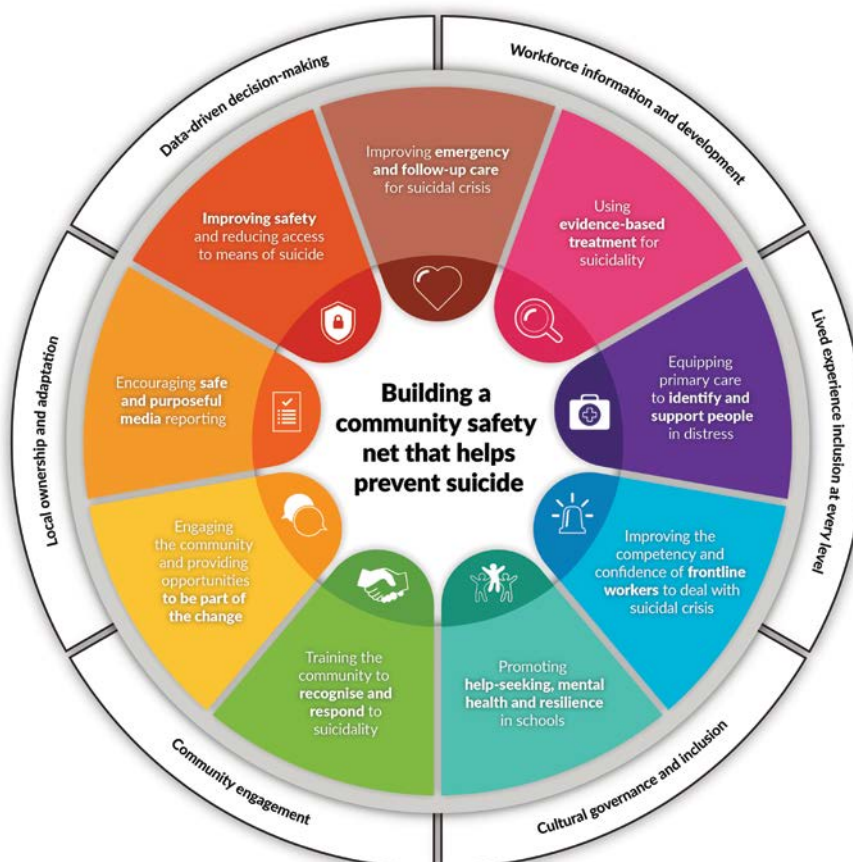 Data-driven decision-making
Workforce information and development
Lived experience inclusion at every level
Cultural governance and inclusion
Community engagement
Local ownership and adaptation
Improving emergency
and follow-up care
for suicidal crisis
Using
evidence-based
treatment for
suicidality
Equipping
primary care
to identify and
support people
in distress
Improving the
competency and
confidence of frontline
workers to deal with
suicidal crisis
Promoting
help-seeking, mental
health and resilience
in schools
Training the
community to
recognise and
respond to
suicidality
Engaging
the community
and providing
opportunities
to be part of
the change
Encouraging safe
and purposeful
media reporting
Improving safety
and reducing access
to means of suicide
Building a
community safety
net that helps
prevent suicide